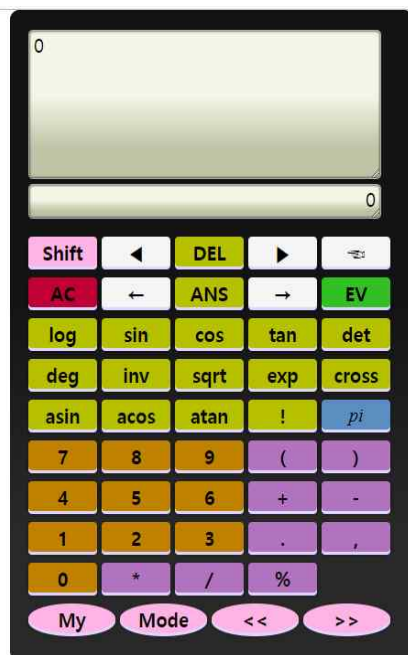 0
0
Shift ◀ DEL ▶ ☜
AC ← ANS → EV
log sin cos tan det
deg inv sqrt exp cross
asin acos atan ! pi
7 8 9 ( )
4 5 6 + -
1 2 3 . ,
0 * / %
My Mode << >>